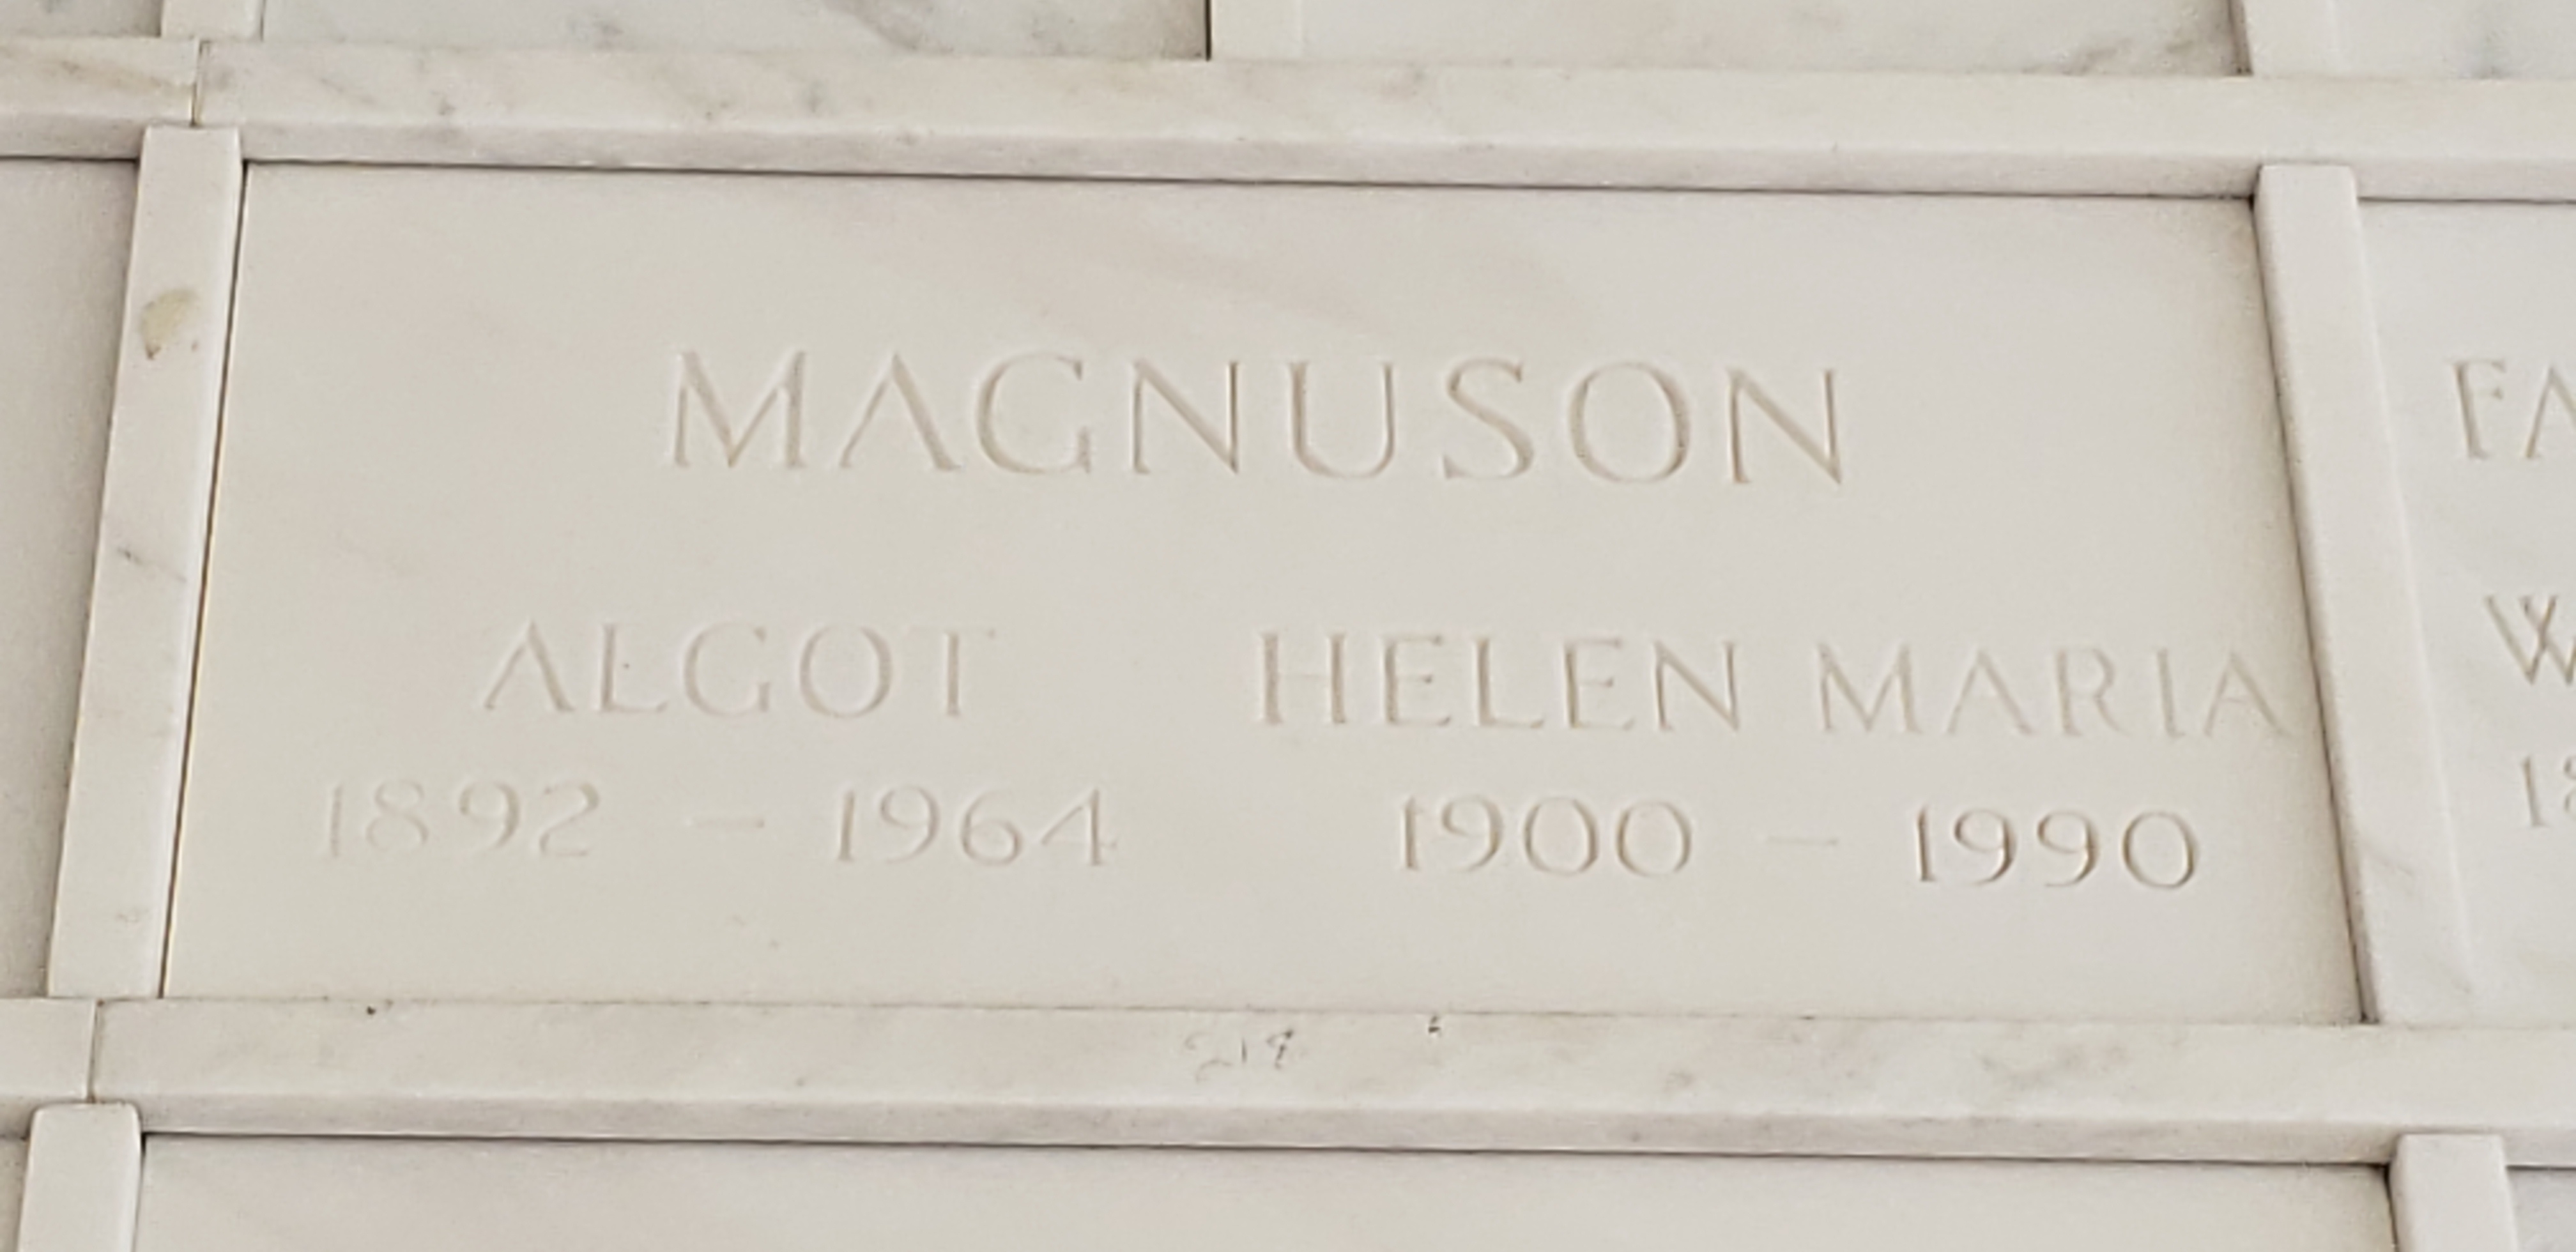 MAGNUSON
ALGOT HELEN MARIA
1892 – 1964 1900 – 1990